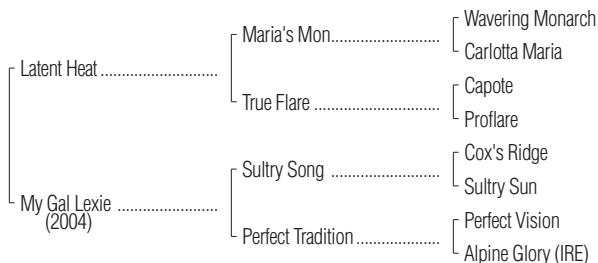 Wavering Monarch
Maria's Mon..........................
Carlotta Maria
Latent Heat ............................
Capote
True Flare ..............................
Proflare
Cox's Ridge
Sultry Song ...........................
Sultry Sun
My Gal Lexie ........................
(2004)
Perfect Vision
Perfect Tradition ....................
Alpine Glory (IRE)